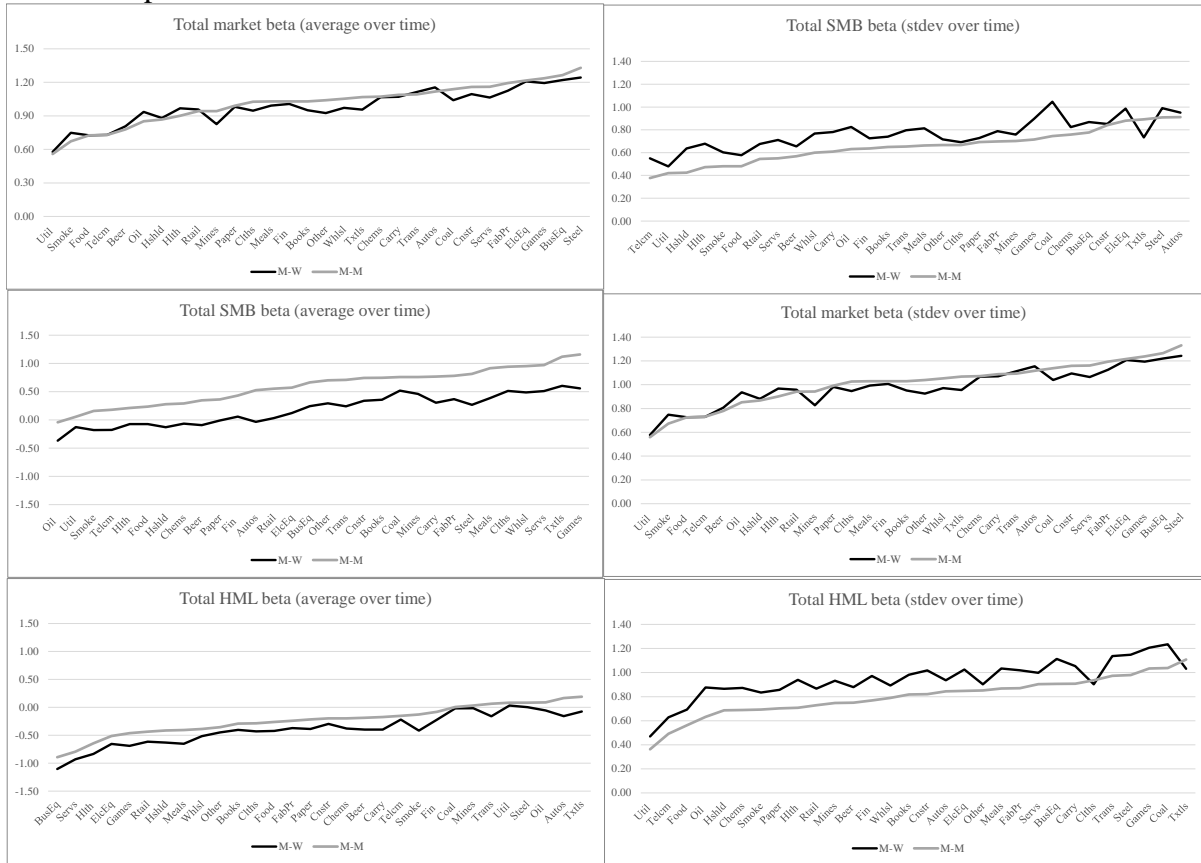 Total market beta (average over time)
1.50
1.20
0.90
0.60
0.30
0.00
Util Smoke Food Telcm Beer Oil Hshld Hlth Rtail Mines Paper Clths Meals Fin Books Other Whlsl Txtls Chems Carry Trans Autos Coal Cnstr Servs FabPr ElcEq Games BusEq Steel
M-W M-M
Total SMB beta (stdev over time)
1.40
1.20
1.00
0.80
0.60
0.40
0.20
0.00
Telcm Util Hshld Hlth Smoke Food Rtail Servs Beer Whlsl Carry Oil Fin Books Trans Meals Other Clths Paper FabPr Mines Games Coal Chems BusEq Cnstr ElcEq Txtls Steel Autos
M-W M-M
Total SMB beta (average over time)
1.50
1.00
0.50
0.00
-0.50
-1.00
-1.50
Oil Util Smoke Telcm Hlth Food Hshld Chems Beer Paper Fin Autos Rtail ElcEq BusEq Other Trans Cnstr Books Coal Mines Carry FabPr Steel Meals Clths Whlsl Servs Txtls Games
M-W M-M
Total market beta (stdev over time)
1.40
1.20
1.00
0.80
0.60
0.40
0.20
0.00
Util Smoke Food Telcm Beer Oil Hshld Hlth Rtail Mines Paper Clths Meals Fin Books Other Whlsl Txtls Chems Carry Trans Autos Coal Cnstr Servs FabPr ElcEq Games BusEq Steel
M-W M-M
Total HML beta (average over time)
1.50
1.00
0.50
0.00
-0.50
-1.00
-1.50
BusEq Servs Hlth ElcEq Games Rtail Hshld Meals Whlsl Other Books Clths Food FabPr Paper Cnstr Chems Beer Carry Telcm Smoke Fin Coal Mines Trans Util Steel Oil Autos Txtls
M-W M-M
Total HML beta (stdev over time)
1.40
1.20
1.00
0.80
0.60
0.40
0.20
0.00
Util Telcm Food Oil Hshld Chems Smoke Paper Hlth Rtail Mines Beer Fin Whlsl Books Cnstr Autos ElcEq Other Meals FabPr Servs BusEq Carry Clths Trans Steel Games Coal Txtls
M-W M-M